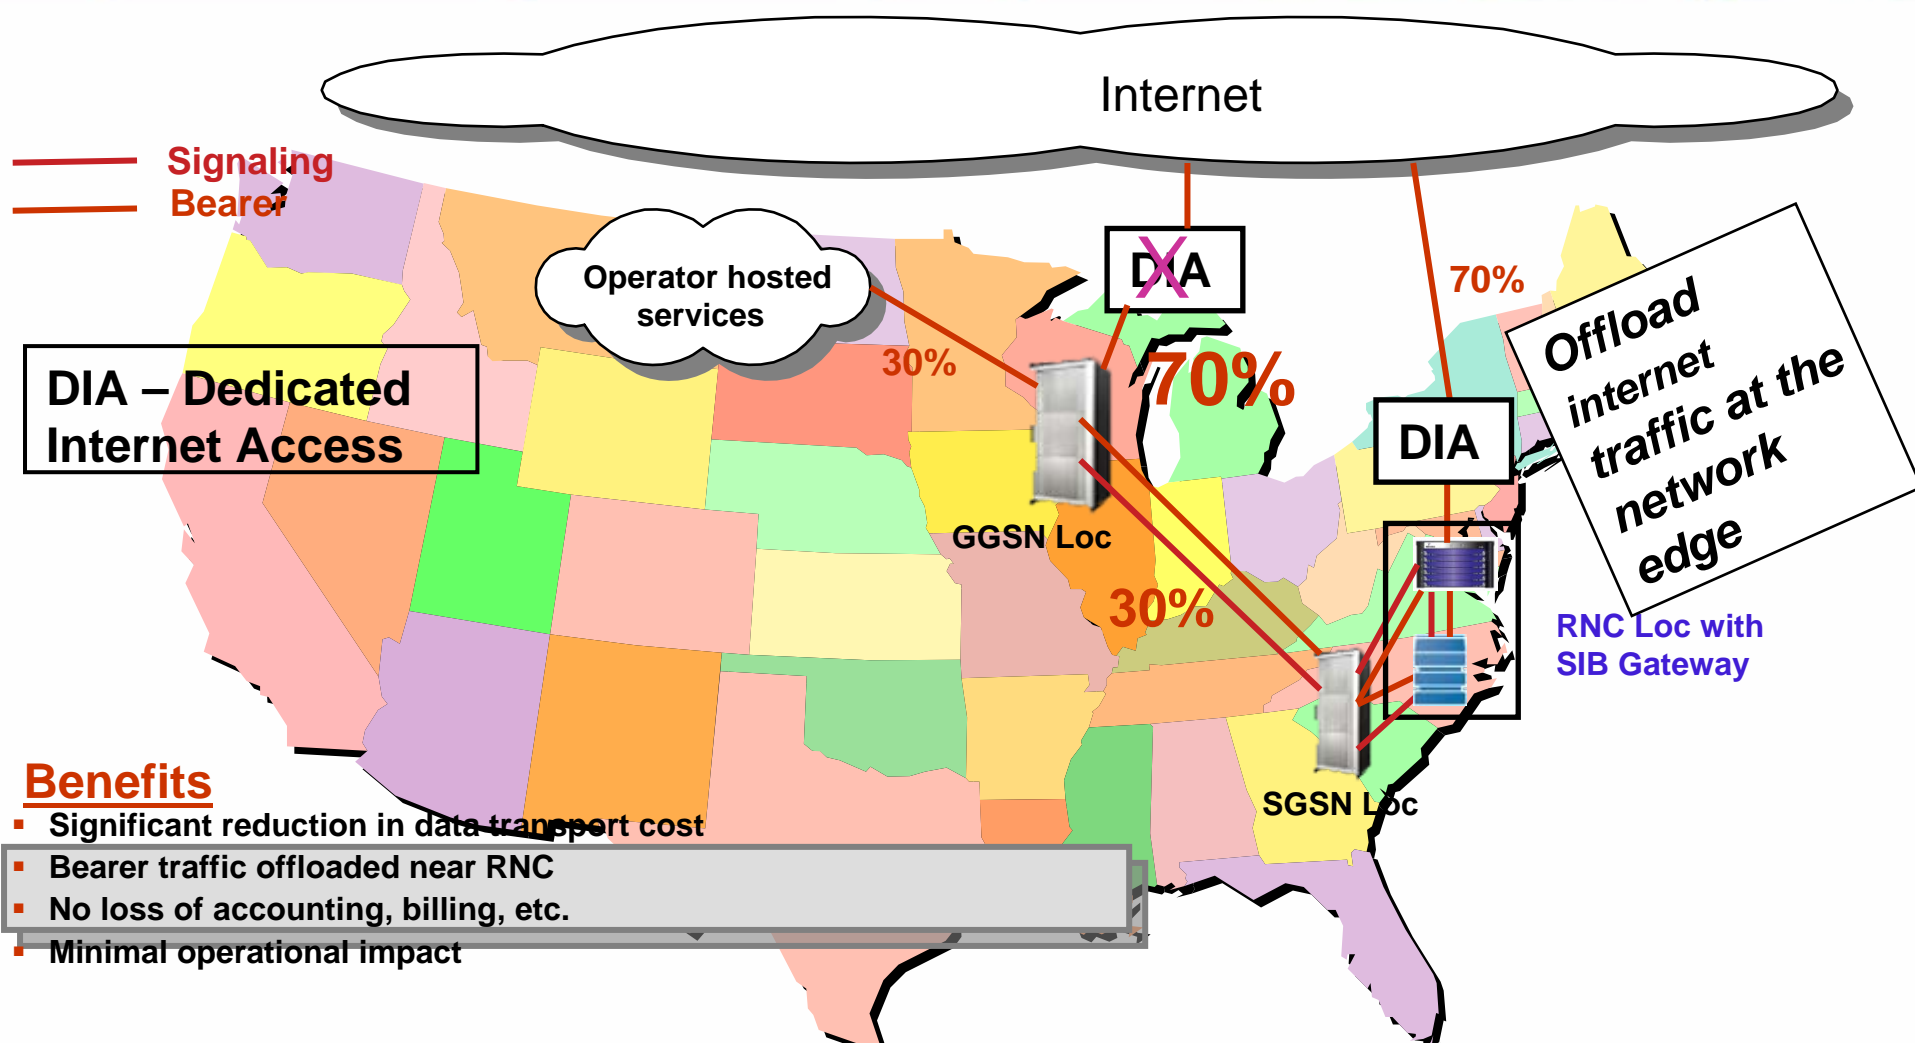 Internet
Signaling
Bearer
Operator hosted
services
DIA
70%
30%
70%
DIA – Dedicated
Internet Access
Offload
internet
traffic at the
network
edge
DIA
GGSN Loc
30%
RNC Loc with
SIB Gateway
SGSN Loc
Benefits
▪ Significant reduction in data transport cost
▪ Bearer traffic offloaded near RNC
▪ No loss of accounting, billing, etc.
▪ Minimal operational impact